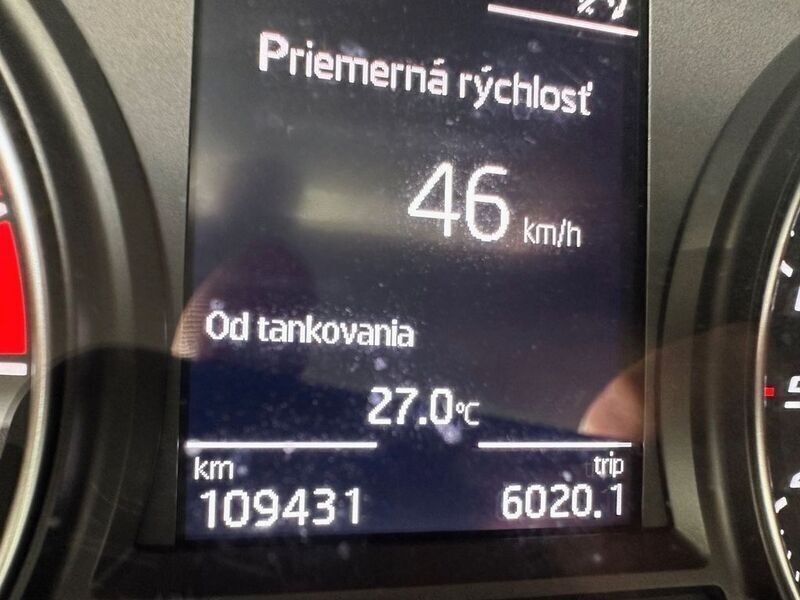 Priemerná rýchlosť
46 km/h
Od tankovania
27.0°C
km
trip
109431
6020.1